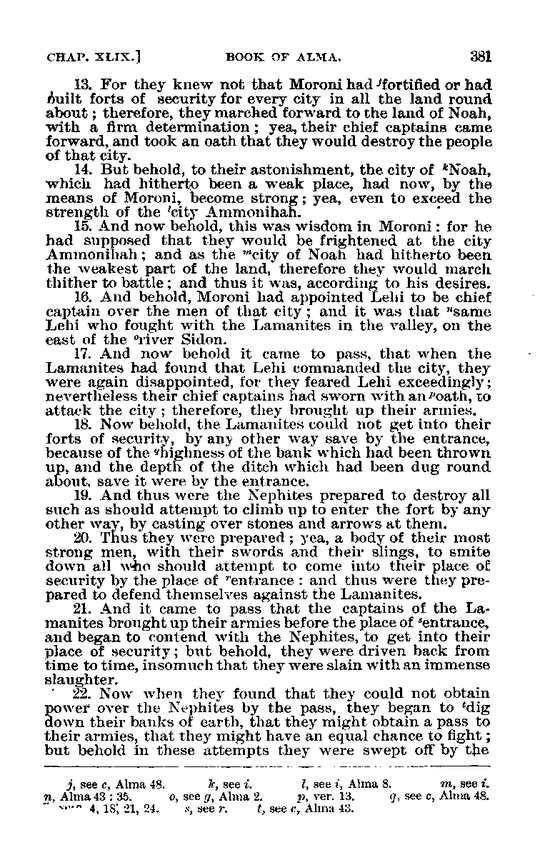 CHAP. XLIX.] BOOK OF ALMA. 381
13. For they knew not that Moroni had ʲfortified or had
built forts of security for every city in all the land round
about; therefore, they marched forward to the land of Noah,
with a firm determination; yea, their chief captains came
forward, and took an oath that they would destroy the people
of that city.
14. But behold, to their astonishment, the city of ᵏNoah,
which had hitherto been a weak place, had now, by the
means of Moroni, become strong; yea, even to exceed the
strength of the ˡcity Ammonihah.
15. And now behold, this was wisdom in Moroni: for he
had supposed that they would be frightened at the city
Ammonihah; and as the ᵐcity of Noah had hitherto been
the weakest part of the land, therefore they would march
thither to battle; and thus it was, according to his desires.
16. And behold, Moroni had appointed Lehi to be chief
captain over the men of that city; and it was that ⁿsame
Lehi who fought with the Lamanites in the valley, on the
east of the ᵒriver Sidon.
17. And now behold it came to pass, that when the
Lamanites had found that Lehi commanded the city, they
were again disappointed, for they feared Lehi exceedingly;
nevertheless their chief captains had sworn with an ᵖoath, to
attack the city; therefore, they brought up their armies.
18. Now behold, the Lamanites could not get into their
forts of security, by any other way save by the entrance,
because of the qhighness of the bank which had been thrown
up, and the depth of the ditch which had been dug round
about, save it were by the entrance.
19. And thus were the Nephites prepared to destroy all
such as should attempt to climb up to enter the fort by any
other way, by casting over stones and arrows at them.
20. Thus they were prepared; yea, a body of their most
strong men, with their swords and their slings, to smite
down all who should attempt to come into their place of
security by the place of ʳentrance: and thus were they pre-
pared to defend themselves against the Lamanites.
21. And it came to pass that the captains of the La-
manites brought up their armies before the place of ˢentrance,
and began to contend with the Nephites, to get into their
place of security; but behold, they were driven back from
time to time, insomuch that they were slain with an immense
slaughter.
22. Now when they found that they could not obtain
power over the Nephites by the pass, they began to ᵗdig
down their banks of earth, that they might obtain a pass to
their armies, that they might have an equal chance to fight;
but behold in these attempts they were swept off by the
j, see c, Alma 48. k, see i. l, see i, Alma 8. m, see i.
n, Alma 43: 35. o, see g, Alma 2. p, ver. 13. q, see c, Alma 48.
4, 18, 21, 24. s, see r. t, see c, Alma 43.